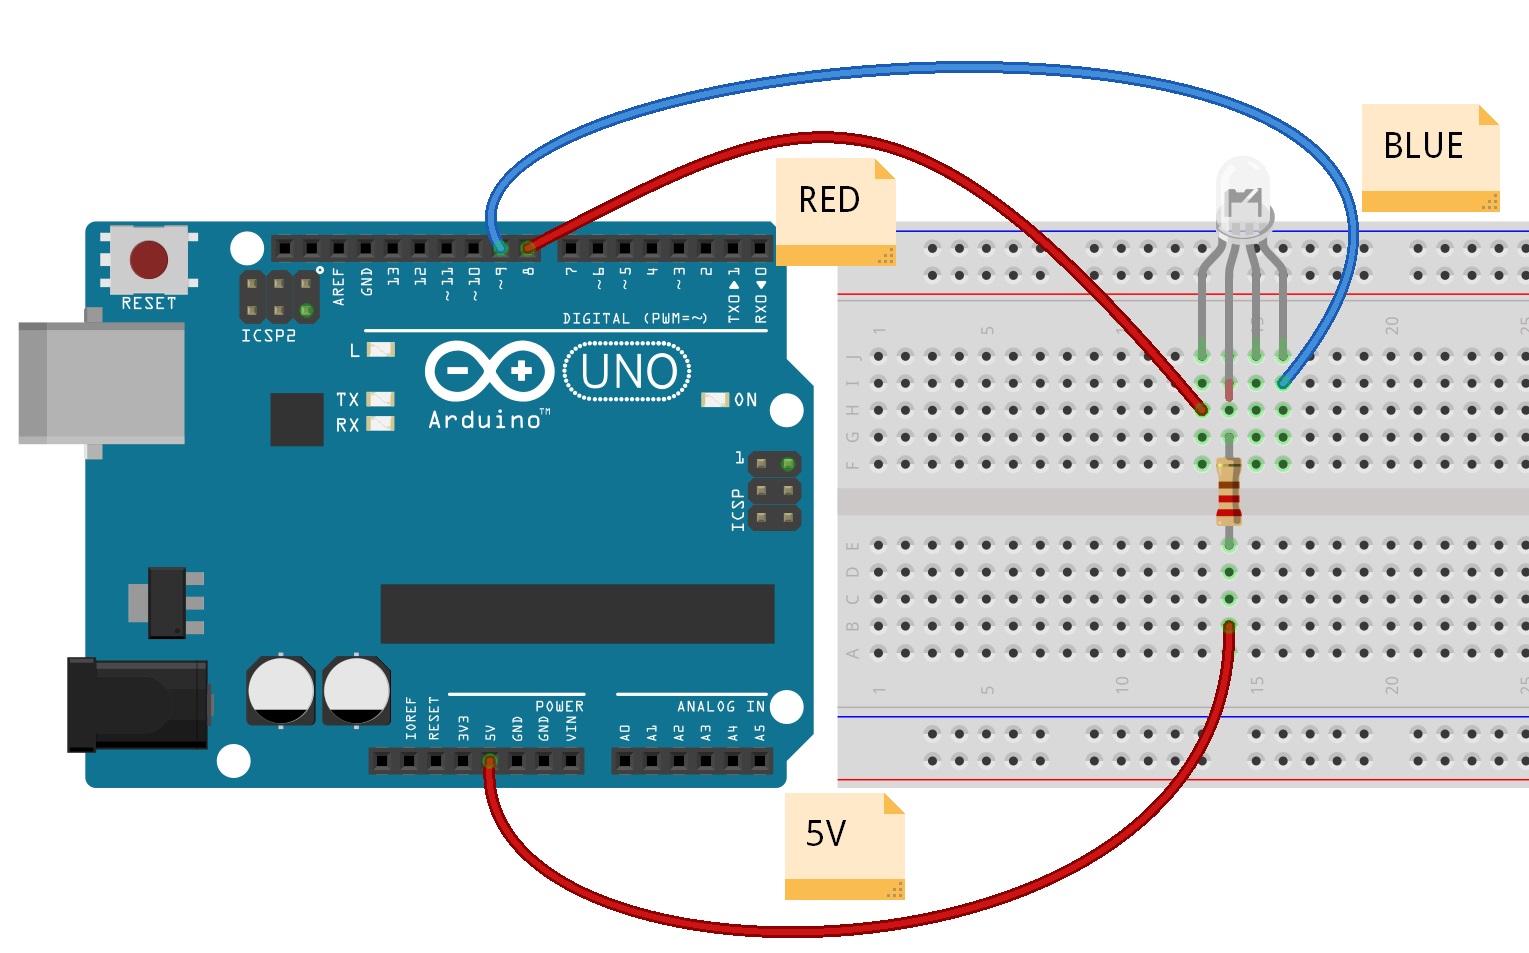 BLUE
RED
RESET
ICSP2
AREF
GND
13
12
~11
~10
~9
8
7
~6
~5
4
~3
2
TX0▶1
RX0◀0
DIGITAL (PWM=~)
L
TX
RX
UNO
Arduino™
ON
1
ICSP
1 5 10 15 20 25
J
I
H
G
F
E
D
C
B
A
1 5 10 15 20 25
POWER
ANALOG IN
IOREF
RESET
3V3
5V
GND
GND
VIN
A0
A1
A2
A3
A4
A5
5V